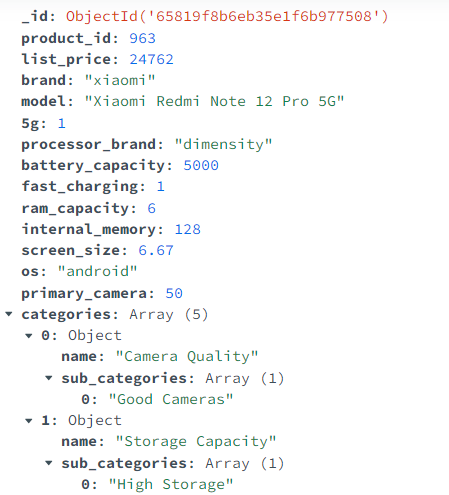 _id: ObjectId('65819f8b6eb35e1f6b977508')
product_id: 963
list_price: 24762
brand: "xiaomi"
model: "Xiaomi Redmi Note 12 Pro 5G"
5g: 1
processor_brand: "dimensity"
battery_capacity: 5000
fast_charging: 1
ram_capacity: 6
internal_memory: 128
screen_size: 6.67
os: "android"
primary_camera: 50
categories: Array (5)
0: Object
name: "Camera Quality"
sub_categories: Array (1)
0: "Good Cameras"
1: Object
name: "Storage Capacity"
sub_categories: Array (1)
0: "High Storage"